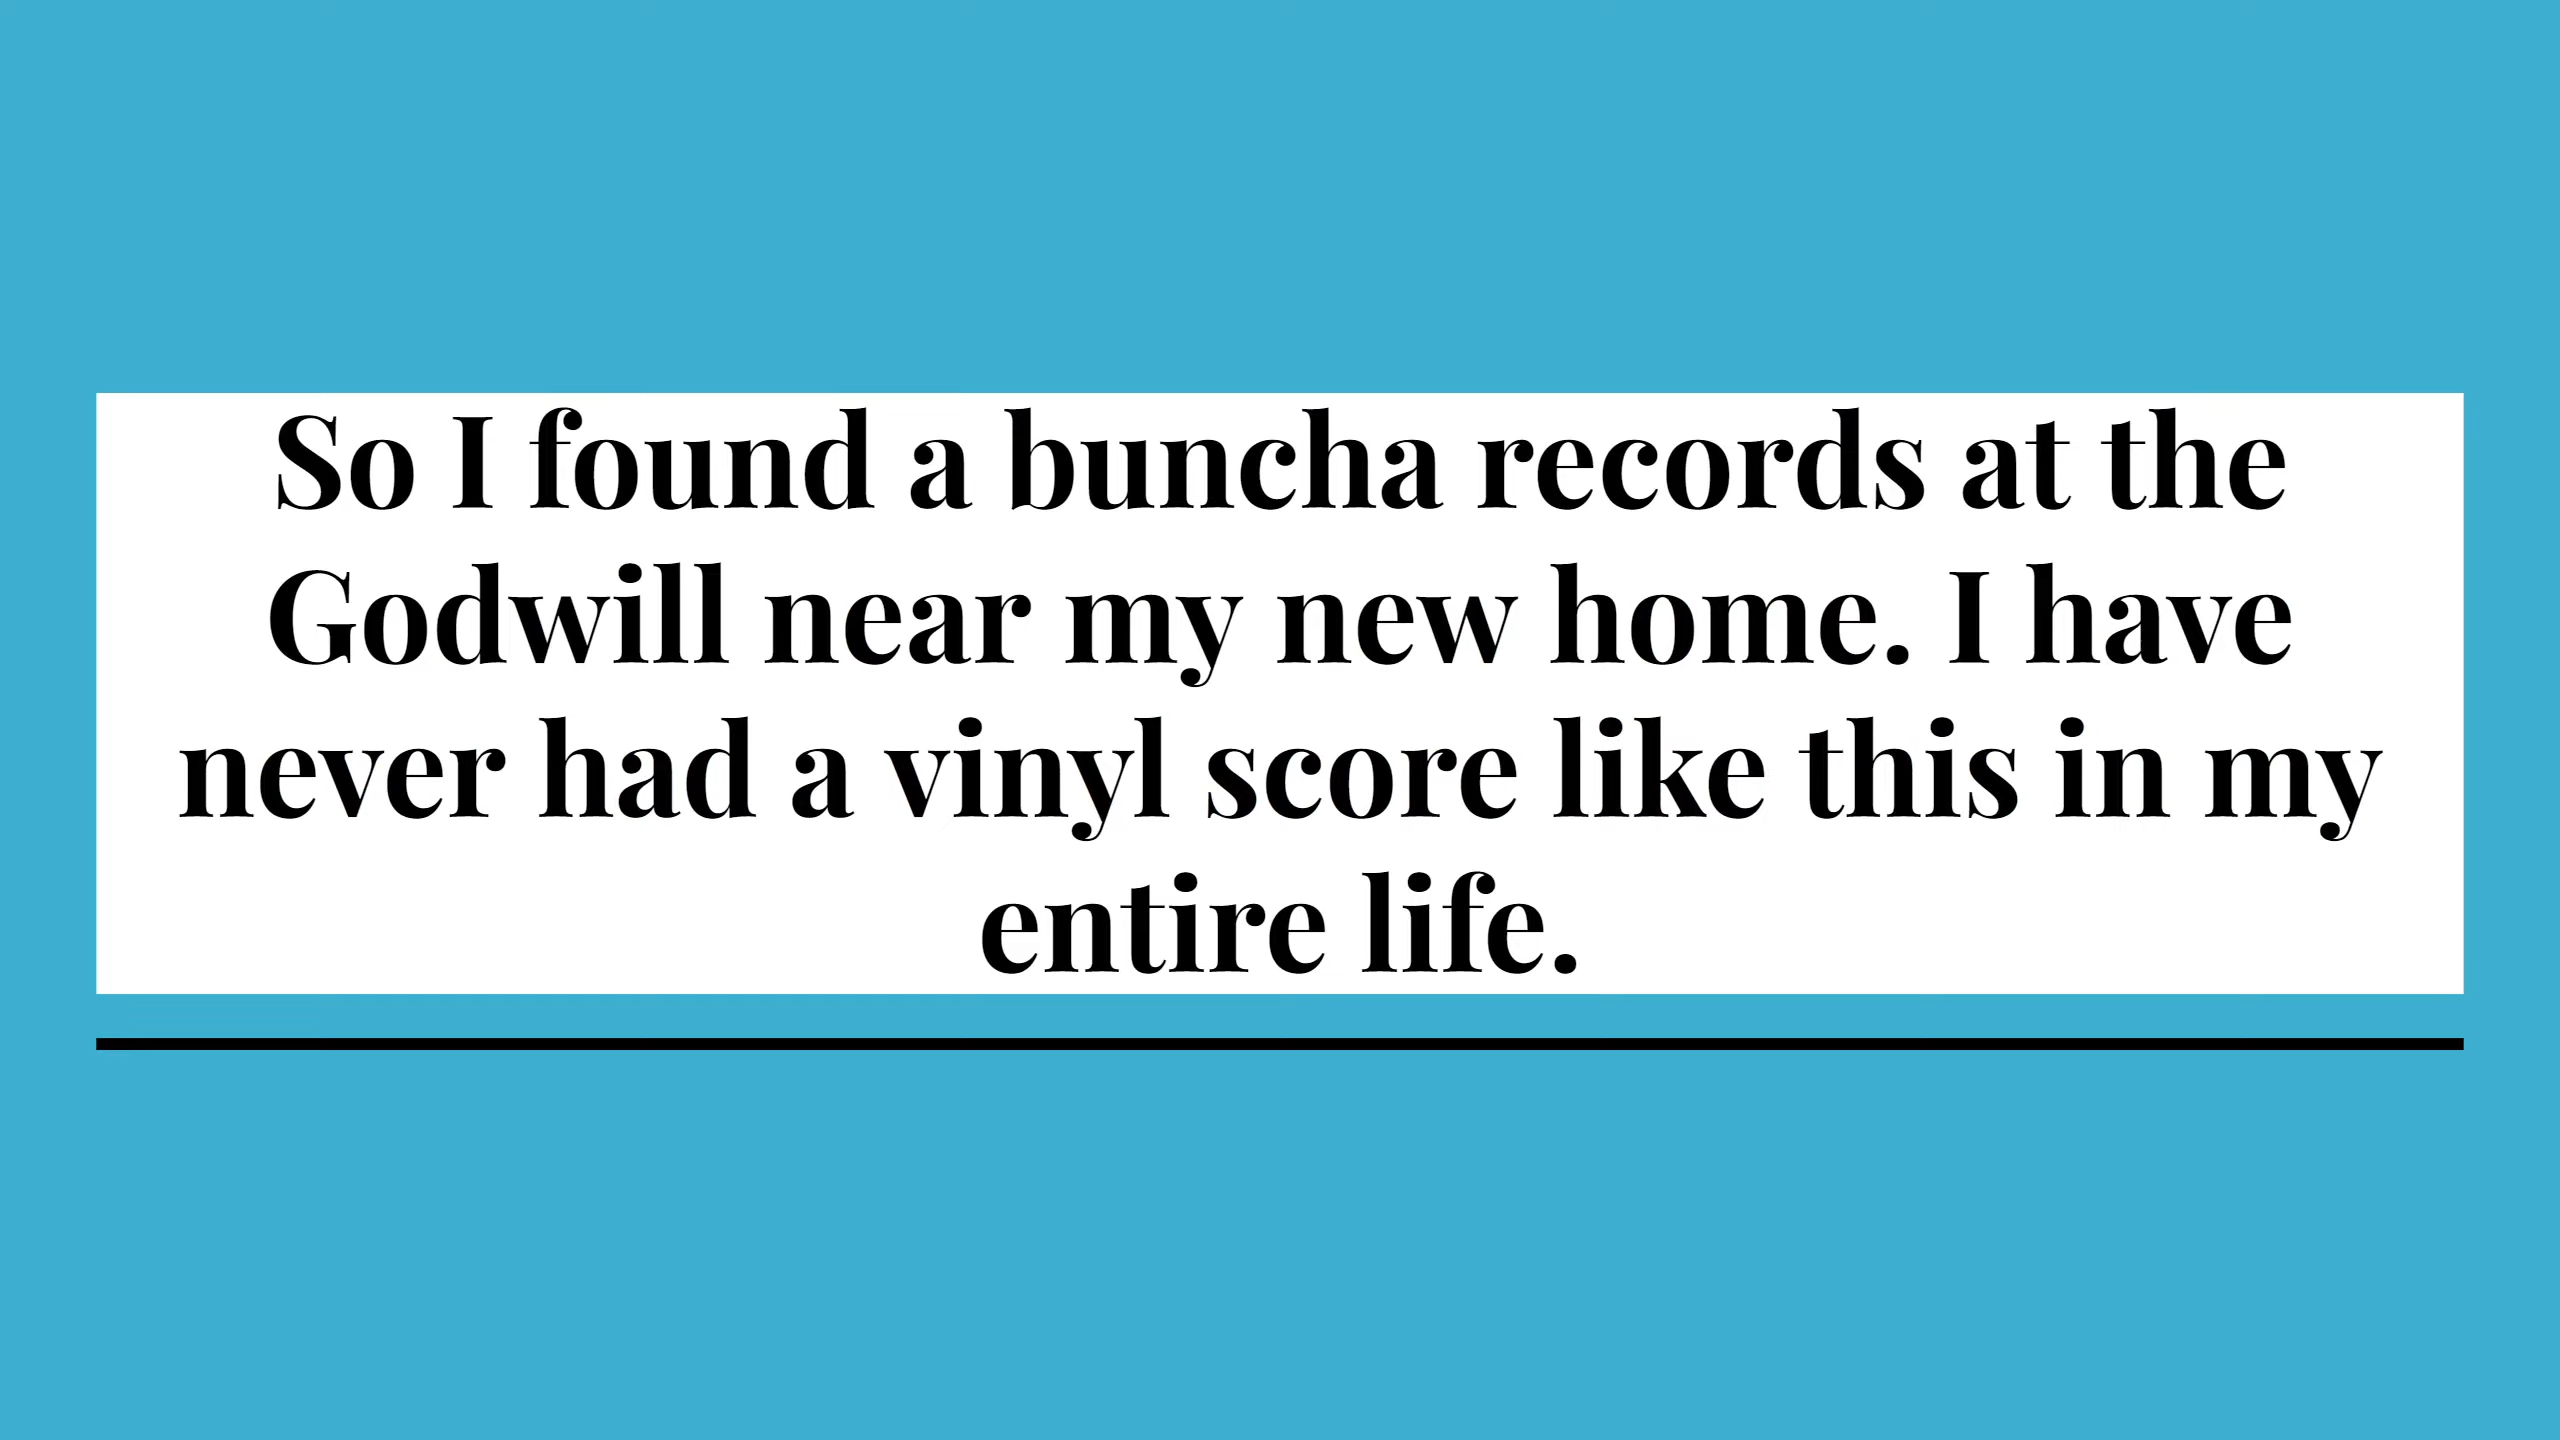 So I found a buncha records at the
Godwill near my new home. I have
never had a vinyl score like this in my
entire life.